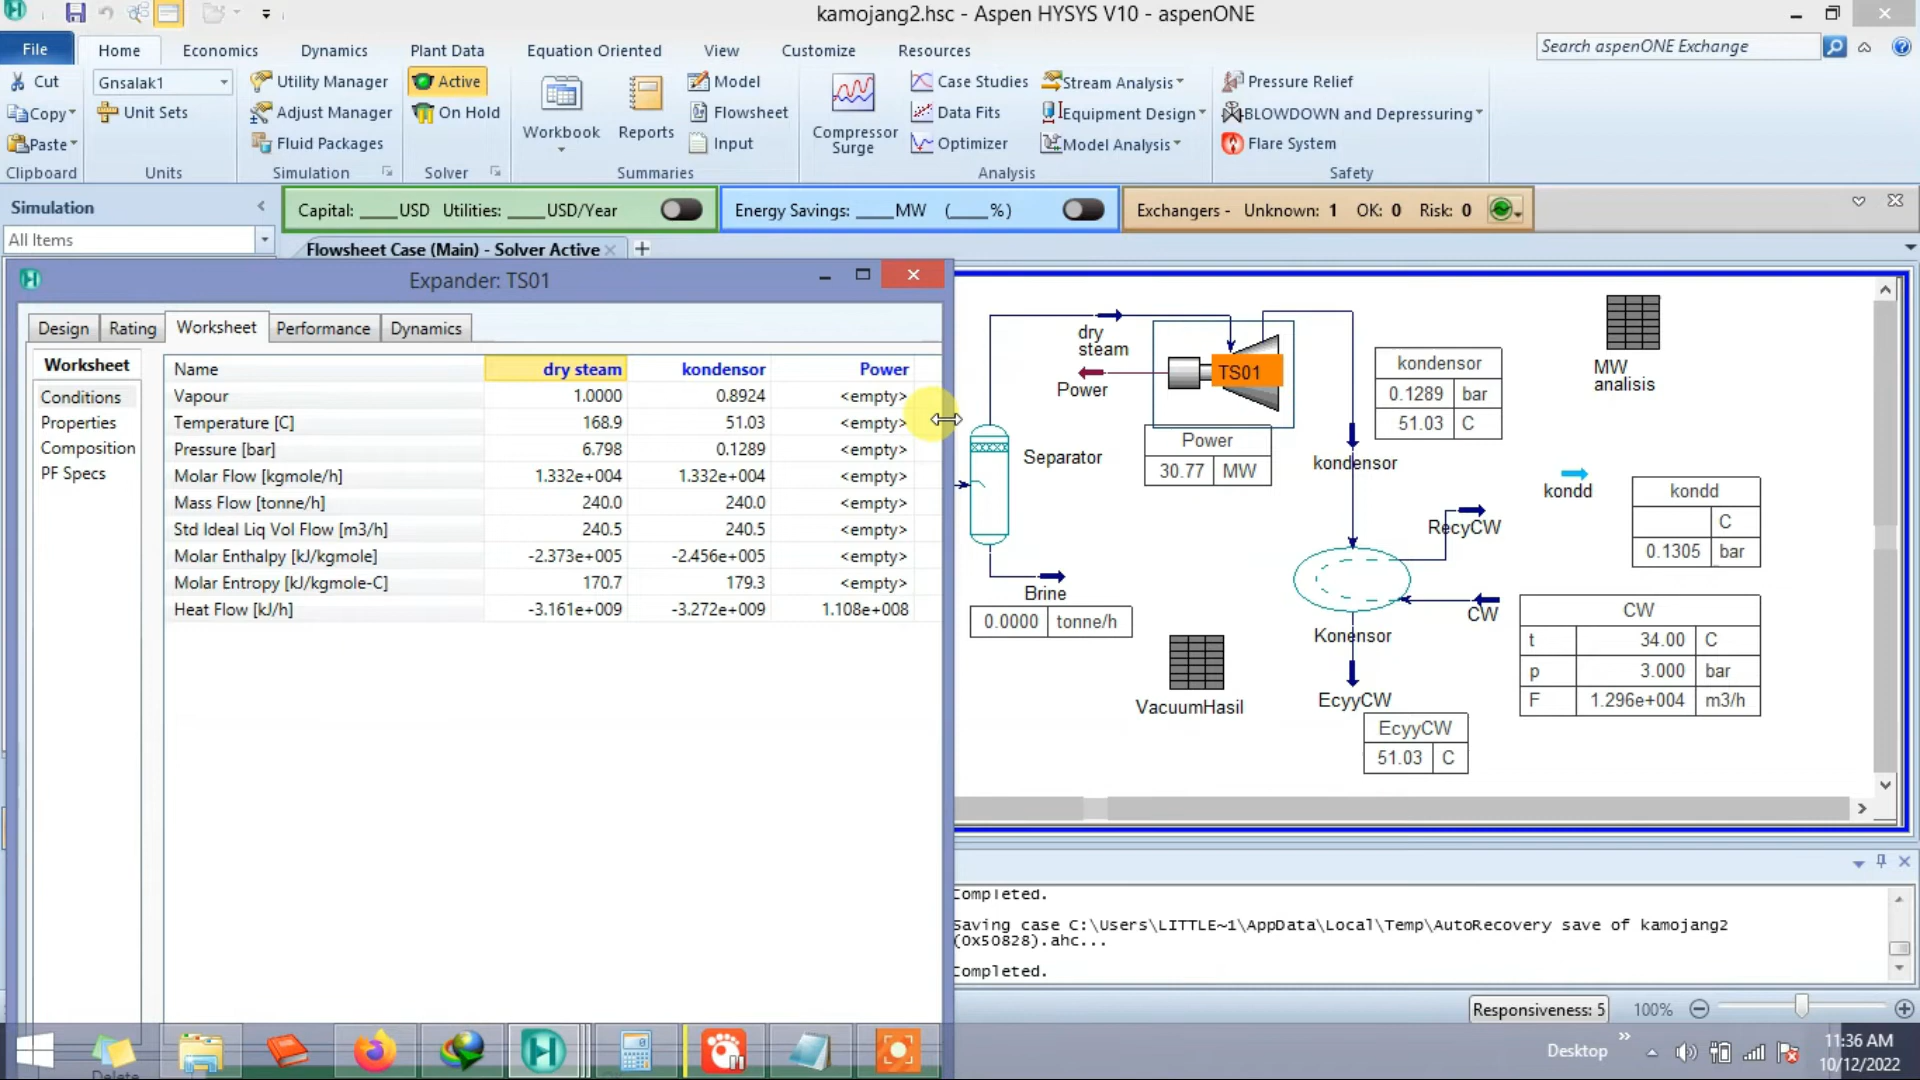 kamojang2.hsc - Aspen HYSYS V10 - aspenONE
File Home Economics Dynamics Plant Data Equation Oriented View Customize Resources
Search aspenONE Exchange
Cut
Copy
Paste
Clipboard
Gnsalak1
Unit Sets
Units
Utility Manager
Adjust Manager
Fluid Packages
Simulation
Active
On Hold
Solver
Workbook
Reports
Model
Flowsheet
Input
Summaries
Compressor
Surge
Case Studies
Data Fits
Optimizer
Stream Analysis
Equipment Design
Model Analysis
Analysis
Pressure Relief
BLOWDOWN and Depressuring
Flare System
Safety
Simulation
All Items
Capital: ____USD Utilities: ____USD/Year
Energy Savings: ____MW (____%)
Exchangers - Unknown: 1 OK: 0 Risk: 0
Flowsheet Case (Main) - Solver Active
Expander: TS01
Design Rating Worksheet Performance Dynamics
Worksheet
Conditions
Properties
Composition
PF Specs
Name dry steam kondensor Power
Vapour 1.0000 0.8924 <empty>
Temperature [C] 168.9 51.03 <empty>
Pressure [bar] 6.798 0.1289 <empty>
Molar Flow [kgmole/h] 1.332e+004 1.332e+004 <empty>
Mass Flow [tonne/h] 240.0 240.0 <empty>
Std Ideal Liq Vol Flow [m3/h] 240.5 240.5 <empty>
Molar Enthalpy [kJ/kgmole] -2.373e+005 -2.456e+005 <empty>
Molar Entropy [kJ/kgmole-C] 170.7 179.3 <empty>
Heat Flow [kJ/h] -3.161e+009 -3.272e+009 1.108e+008
dry
steam
Power
TS01
Power
30.77 MW
Separator
Brine
0.0000 tonne/h
VacuumHasil
kondensor
0.1289 bar
51.03 C
kondensor
RecyCW
CW
Konensor
EcyyCW
EcyyCW
51.03 C
MW
analisis
kondd
kondd
C
0.1305 bar
CW
t 34.00 C
p 3.000 bar
F 1.296e+004 m3/h
Completed.
Saving case C:\Users\LITTLE~1\AppData\Local\Temp\AutoRecovery save of kamojang2
(0x50828).ahc...
Completed.
Responsiveness: 5 100%
Delete
Desktop
11:36 AM
10/12/2022